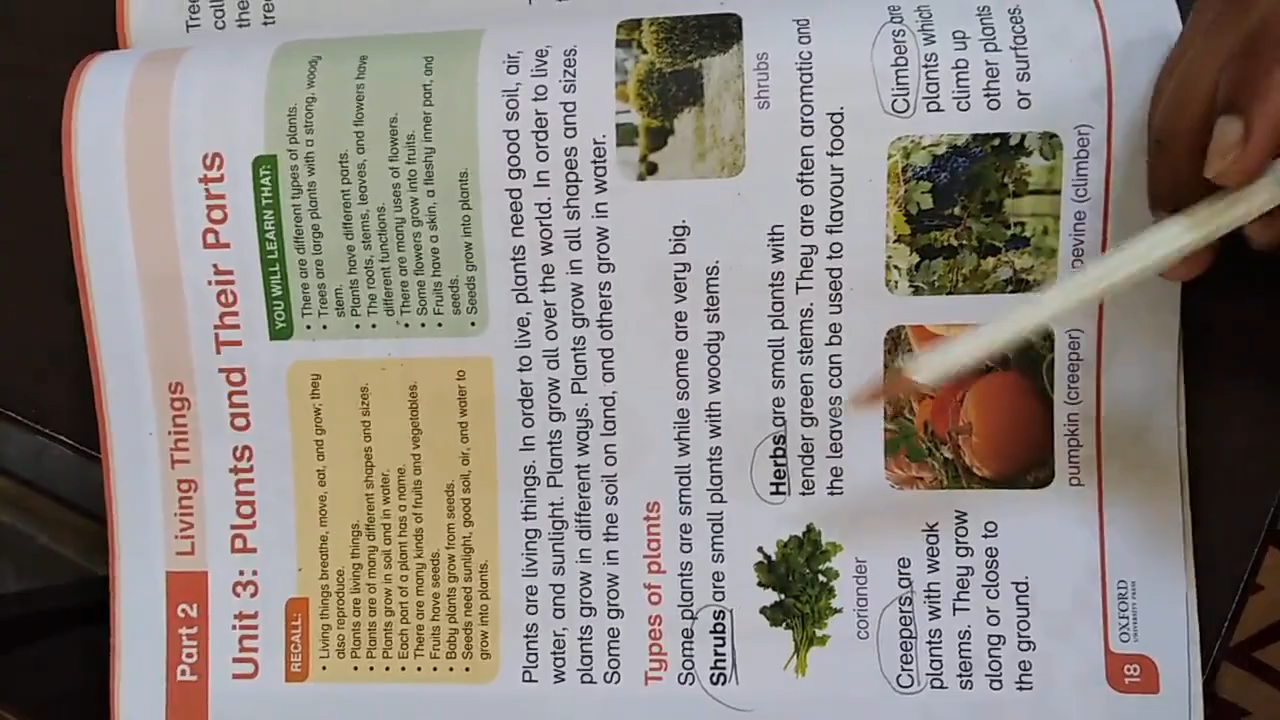 Part 2 Living Things
Unit 3: Plants and Their Parts
RECALL:
• Living things breathe, move, eat, and grow; they
also reproduce.
• Plants are living things.
• Plants are of many different shapes and sizes.
• Plants grow in soil and in water.
• Each part of a plant has a name.
• There are many kinds of fruits and vegetables.
• Fruits have seeds.
• Baby plants grow from seeds.
• Seeds need sunlight, good soil, air, and water to
grow into plants.
YOU WILL LEARN THAT:
• There are different types of plants.
• Trees are large plants with a strong, woody
stem.
• Plants have different parts.
• The roots, stems, leaves, and flowers have
different functions.
• There are many uses of flowers.
• Some flowers grow into fruits.
• Fruits have a skin, a fleshy inner part, and
seeds.
• Seeds grow into plants.
Plants are living things. In order to live, plants need good soil, air,
water, and sunlight. Plants grow all over the world. In order to live,
plants grow in different ways. Plants grow in all shapes and sizes.
Some grow in the soil on land, and others grow in water.
Types of plants
Some plants are small while some are very big.
Shrubs are small plants with woody stems.
shrubs
Herbs are small plants with
tender green stems. They are often aromatic and
the leaves can be used to flavour food.
coriander
Creepers are
plants with weak
stems. They grow
along or close to
the ground.
pumpkin (creeper)
pevine (climber)
Climbers are
plants which
climb up
other plants
or surfaces.
18
OXFORD
UNIVERSITY PRESS
Tree
call
the
tree